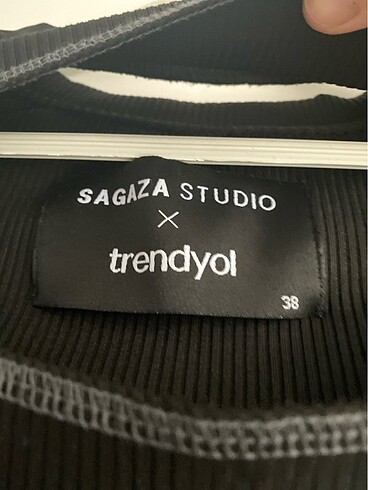 SAGAZA STUDIO
X
trendyol
38